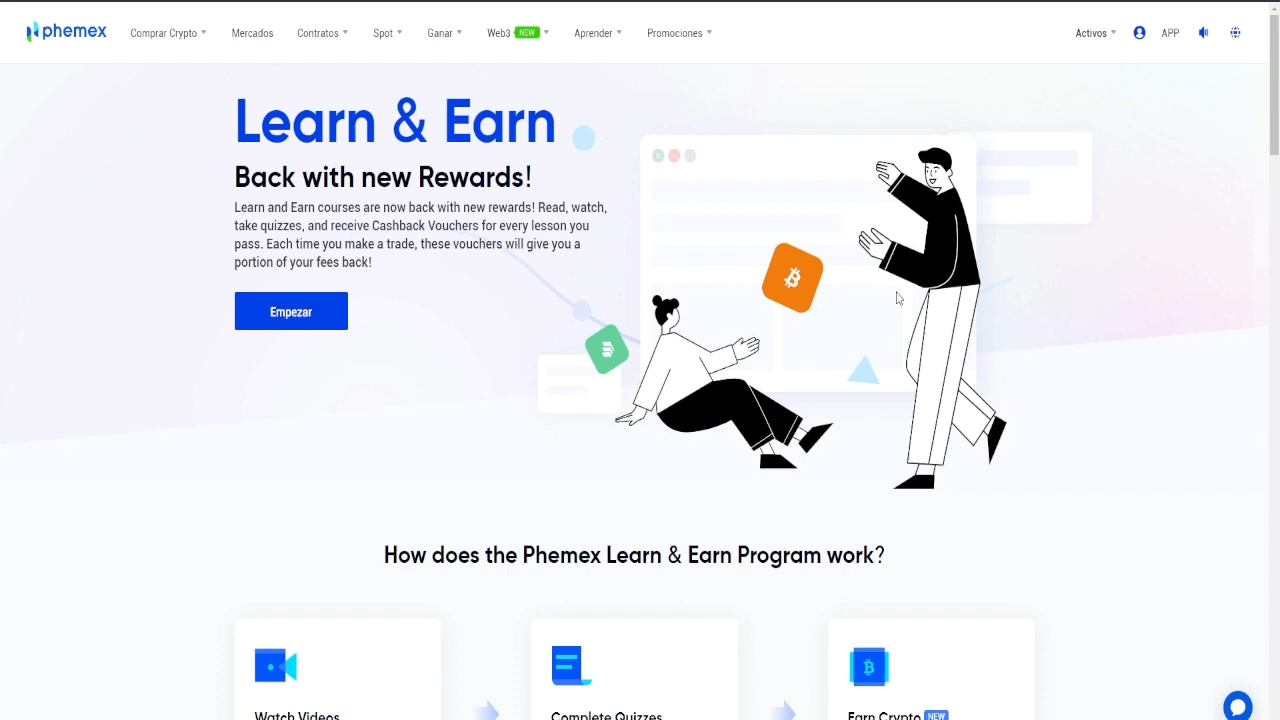 phemex
Comprar Crypto
Mercados
Contratos
Spot
Ganar
Web3 NEW
Aprender
Promociones
Activos
APP
Learn & Earn
Back with new Rewards!
Learn and Earn courses are now back with new rewards! Read, watch,
take quizzes, and receive Cashback Vouchers for every lesson you
pass. Each time you make a trade, these vouchers will give you a
portion of your fees back!
Empezar
How does the Phemex Learn & Earn Program work?
Watch Videos
Complete Quizzes
Earn Crypto NEW